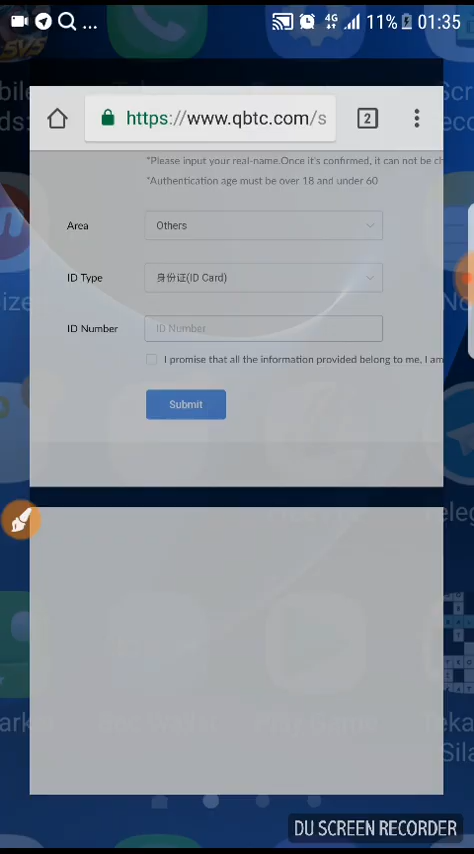 11% 01:35
4G
https://www.qbtc.com/s
2
*Please input your real-name.Once it's confirmed, it can not be ch
*Authentication age must be over 18 and under 60
Area
Others
ID Type
身份证(ID Card)
ID Number
ID Number
I promise that all the information provided belong to me, I am
Submit
DU SCREEN RECORDER